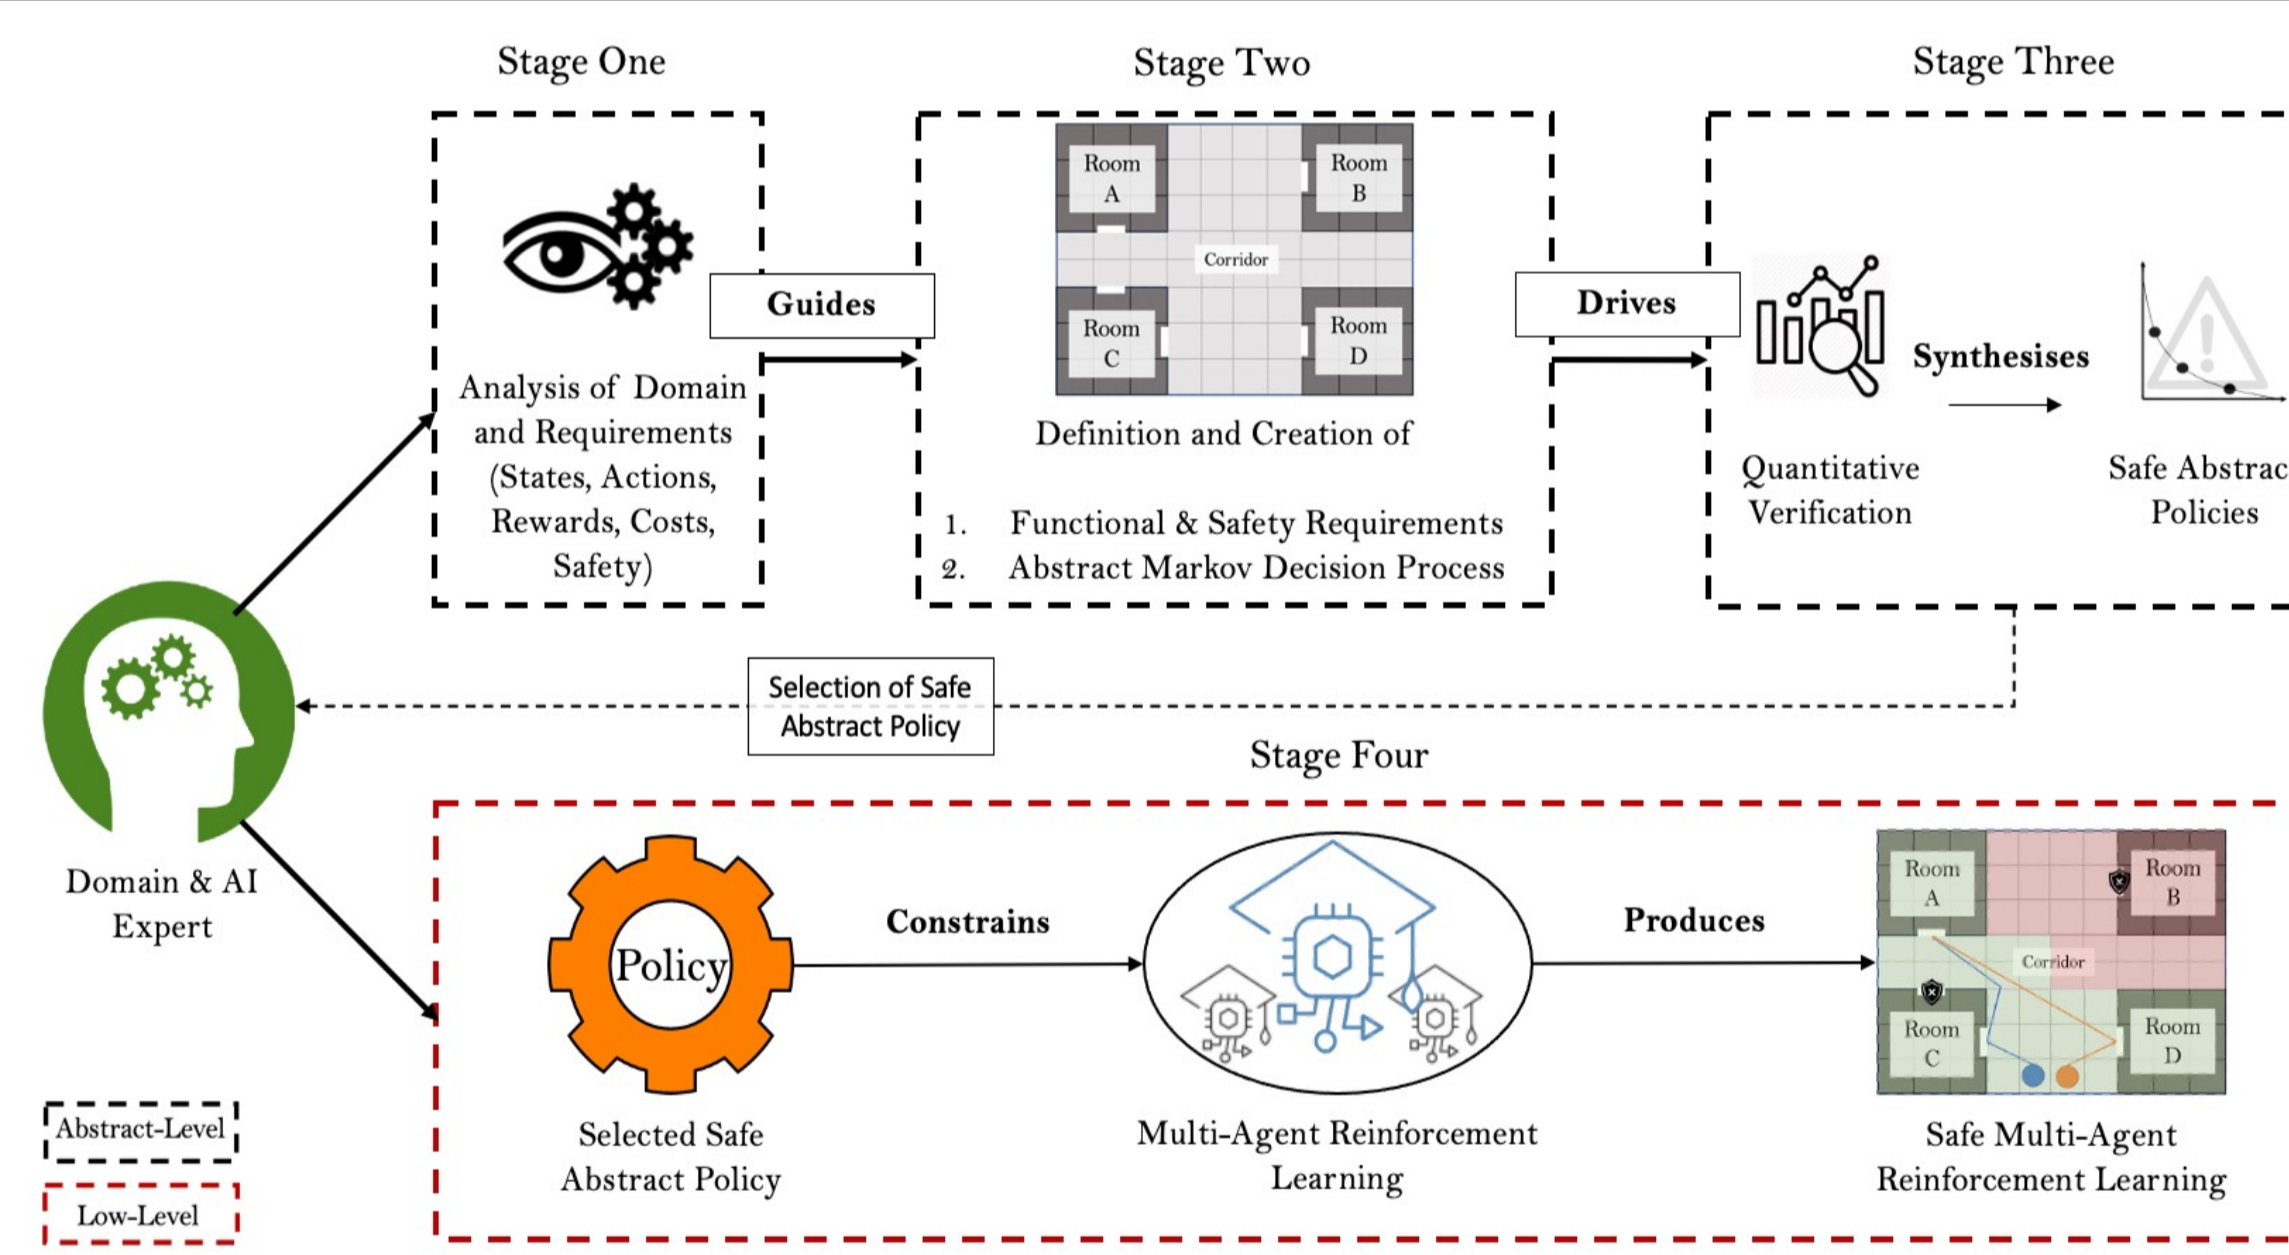 Stage One
Stage Two
Stage Three
Room
A
Room
B
Corridor
Room
C
Room
D
Guides
Drives
Synthesises
Analysis of Domain
and Requirements
(States, Actions,
Rewards, Costs,
Safety)
Definition and Creation of
1. Functional & Safety Requirements
2. Abstract Markov Decision Process
Quantitative
Verification
Safe Abstrac
Policies
Selection of Safe
Abstract Policy
Stage Four
Domain & AI
Expert
Policy
Constrains
Produces
Room
A
Room
B
Corridor
Room
C
Room
D
Selected Safe
Abstract Policy
Multi-Agent Reinforcement
Learning
Safe Multi-Agent
Reinforcement Learning
Abstract-Level
Low-Level